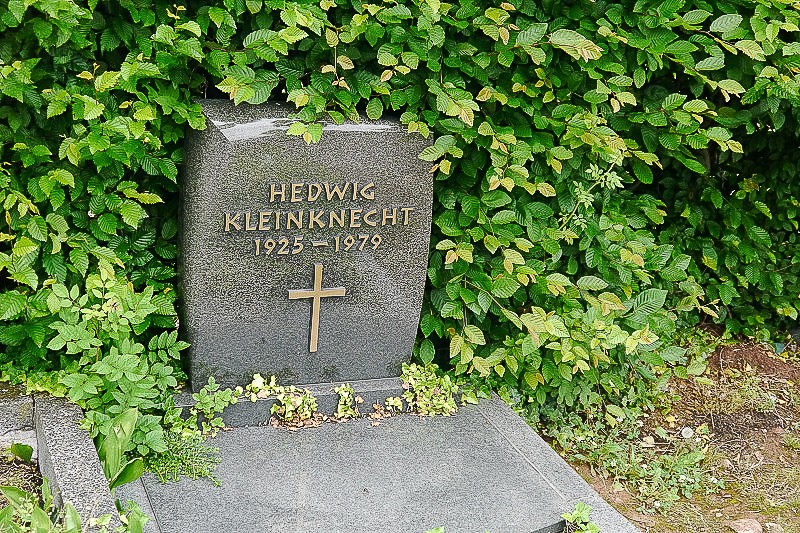 HEDWIG
KLEINKNECHT
1925 – 1979